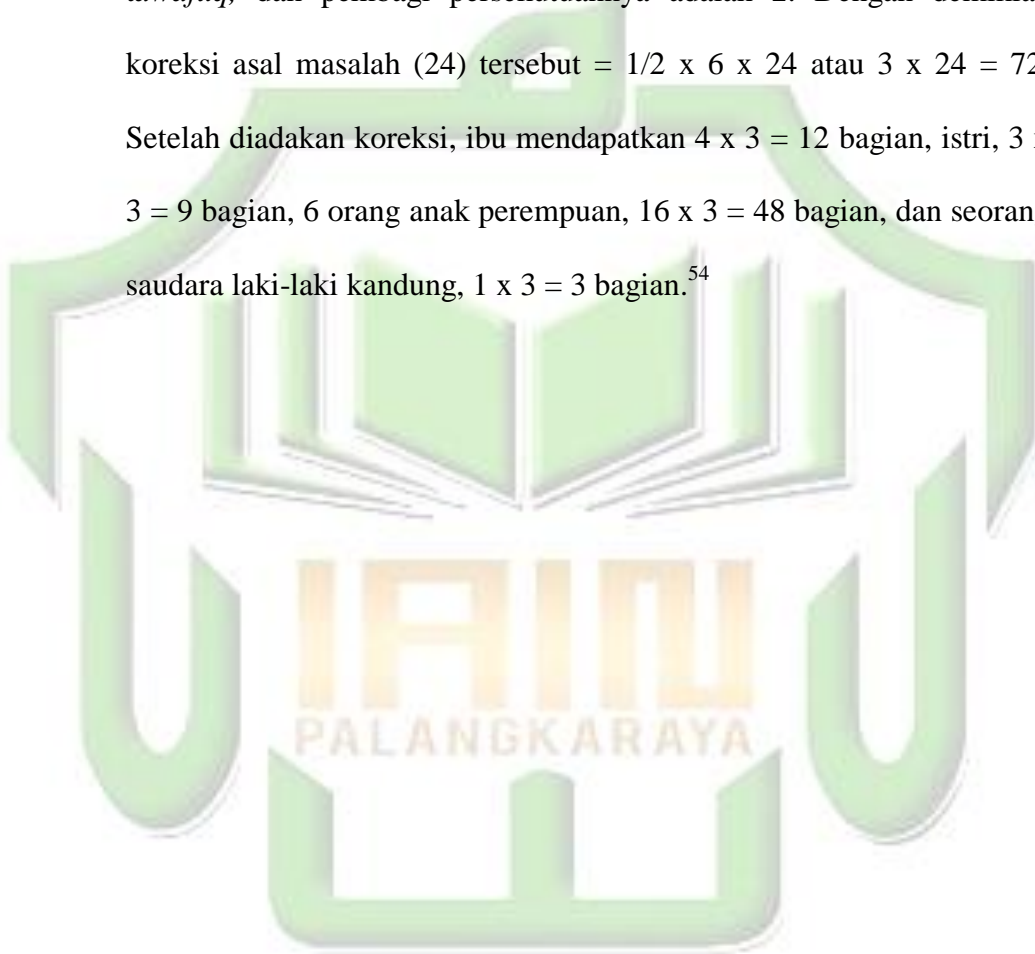 koreksi asal masalah (24) tersebut = 1/2 x 6 x 24 atau 3 x 24 = 72
Setelah diadakan koreksi, ibu mendapatkan 4 x 3 = 12 bagian, istri, 3
3 = 9 bagian, 6 orang anak perempuan, 16 x 3 = 48 bagian, dan seoran
saudara laki-laki kandung, 1 x 3 = 3 bagian.54
IAIN
PALANGKARAYA